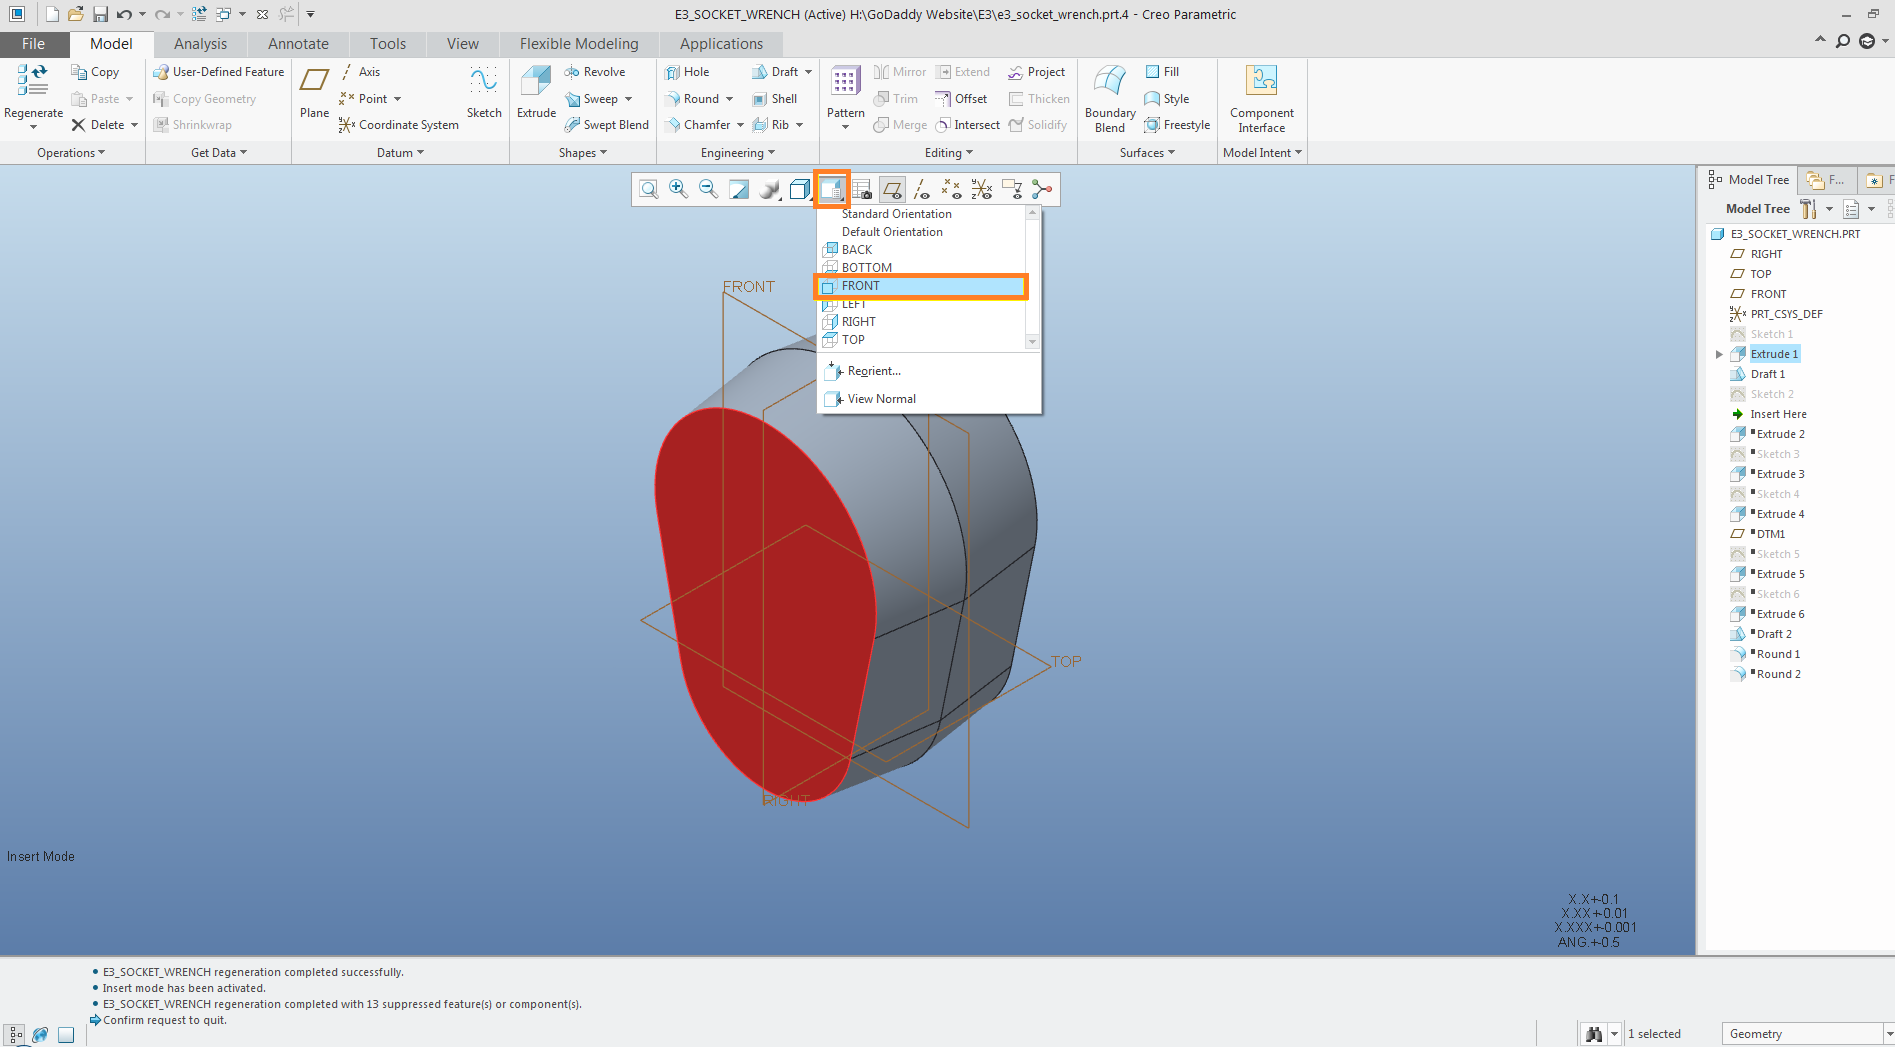 E3_SOCKET_WRENCH (Active) H:\GoDaddy Website\E3\e3_socket_wrench.prt.4 - Creo Parametric
File Model Analysis Annotate Tools View Flexible Modeling Applications
Regenerate
Copy
Paste
Delete
Operations
User-Defined Feature
Copy Geometry
Shrinkwrap
Get Data
Plane
Axis
Point
Coordinate System
Sketch
Datum
Extrude
Revolve
Sweep
Swept Blend
Shapes
Hole
Round
Chamfer
Draft
Shell
Rib
Engineering
Pattern
Mirror
Trim
Merge
Extend
Offset
Intersect
Project
Thicken
Solidify
Editing
Boundary
Blend
Fill
Style
Freestyle
Surfaces
Component
Interface
Model Intent
Standard Orientation
Default Orientation
BACK
BOTTOM
FRONT
LEFT
RIGHT
TOP
Reorient...
View Normal
FRONT
TOP
RIGHT
Insert Mode
X.X+-0.1
X.XX+-0.01
X.XXX+-0.001
ANG.+-0.5
Model Tree F... F
Model Tree
E3_SOCKET_WRENCH.PRT
RIGHT
TOP
FRONT
PRT_CSYS_DEF
Sketch 1
Extrude 1
Draft 1
Sketch 2
Insert Here
Extrude 2
Sketch 3
Extrude 3
Sketch 4
Extrude 4
DTM1
Sketch 5
Extrude 5
Sketch 6
Extrude 6
Draft 2
Round 1
Round 2
• E3_SOCKET_WRENCH regeneration completed successfully.
• Insert mode has been activated.
• E3_SOCKET_WRENCH regeneration completed with 13 suppressed feature(s) or component(s).
Confirm request to quit.
1 selected
Geometry